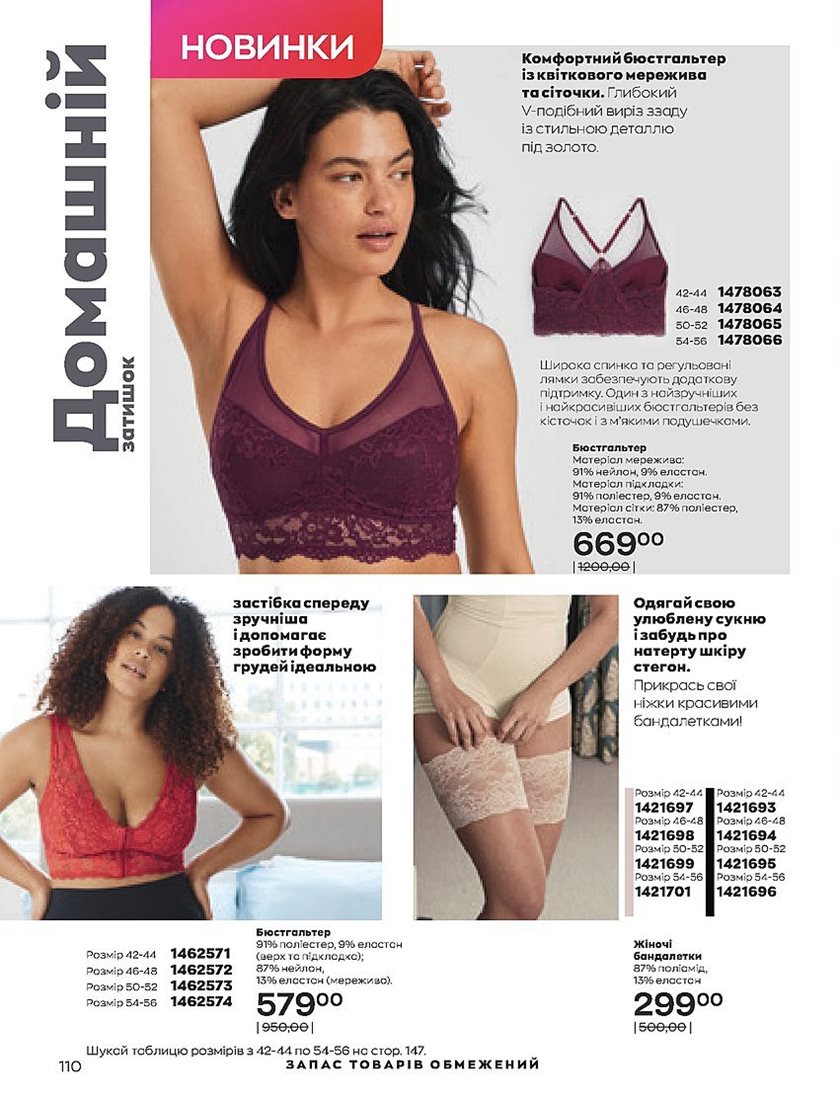 Домашній
затишок
НОВИНКИ
Комфортний бюстгальтер
із квіткового мережива
та сіточки. Глибокий
V-подібний виріз ззаду
із стильною деталлю
під золото.
42-44 1478063
46-48 1478064
50-52 1478065
54-56 1478066
Широка спинка та регульовані
лямки забезпечують додаткову
підтримку. Один з найзручніших
і найкрасивіших бюстгальтерів без
кісточок і з м'якими подушечками.
Бюстгальтер
Матеріал мережива:
91% нейлон, 9% еластан.
Матеріал підкладки:
91% поліестер, 9% еластан.
Матеріал сітки: 87% поліестер,
13% еластан.
66900
|1200,00|
застібка спереду
зручніша
і допомагає
зробити форму
грудей ідеальною
Розмір 42-44 1462571
Розмір 46-48 1462572
Розмір 50-52 1462573
Розмір 54-56 1462574
Бюстгальтер
91% поліестер, 9% еластан
(верх та підкладка);
87% нейлон,
13% еластан (мереживо).
57900
|950,00|
Одягай свою
улюблену сукню
і забудь про
натерту шкіру
стегон.
Прикрась свої
ніжки красивими
бандалетками!
Розмір 42-44
1421697
Розмір 46-48
1421698
Розмір 50-52
1421699
Розмір 54-56
1421701
Розмір 42-44
1421693
Розмір 46-48
1421694
Розмір 50-52
1421695
Розмір 54-56
1421696
Жіночі
бандалетки
87% поліамід,
13% еластан
29900
|500,00|
Шукай таблицю розмірів з 42-44 по 54-56 на стор. 147.
110
ЗАПАС ТОВАРІВ ОБМЕЖЕНИЙ